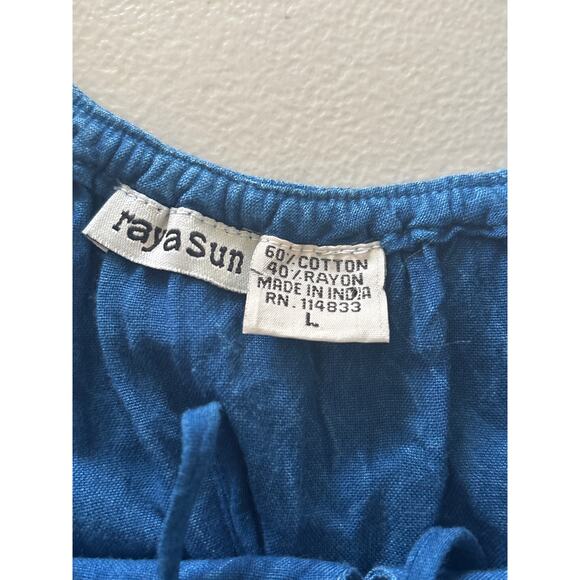 raya sun
60%COTTON
40%RAYON
MADE IN INDIA
RN. 114833
L